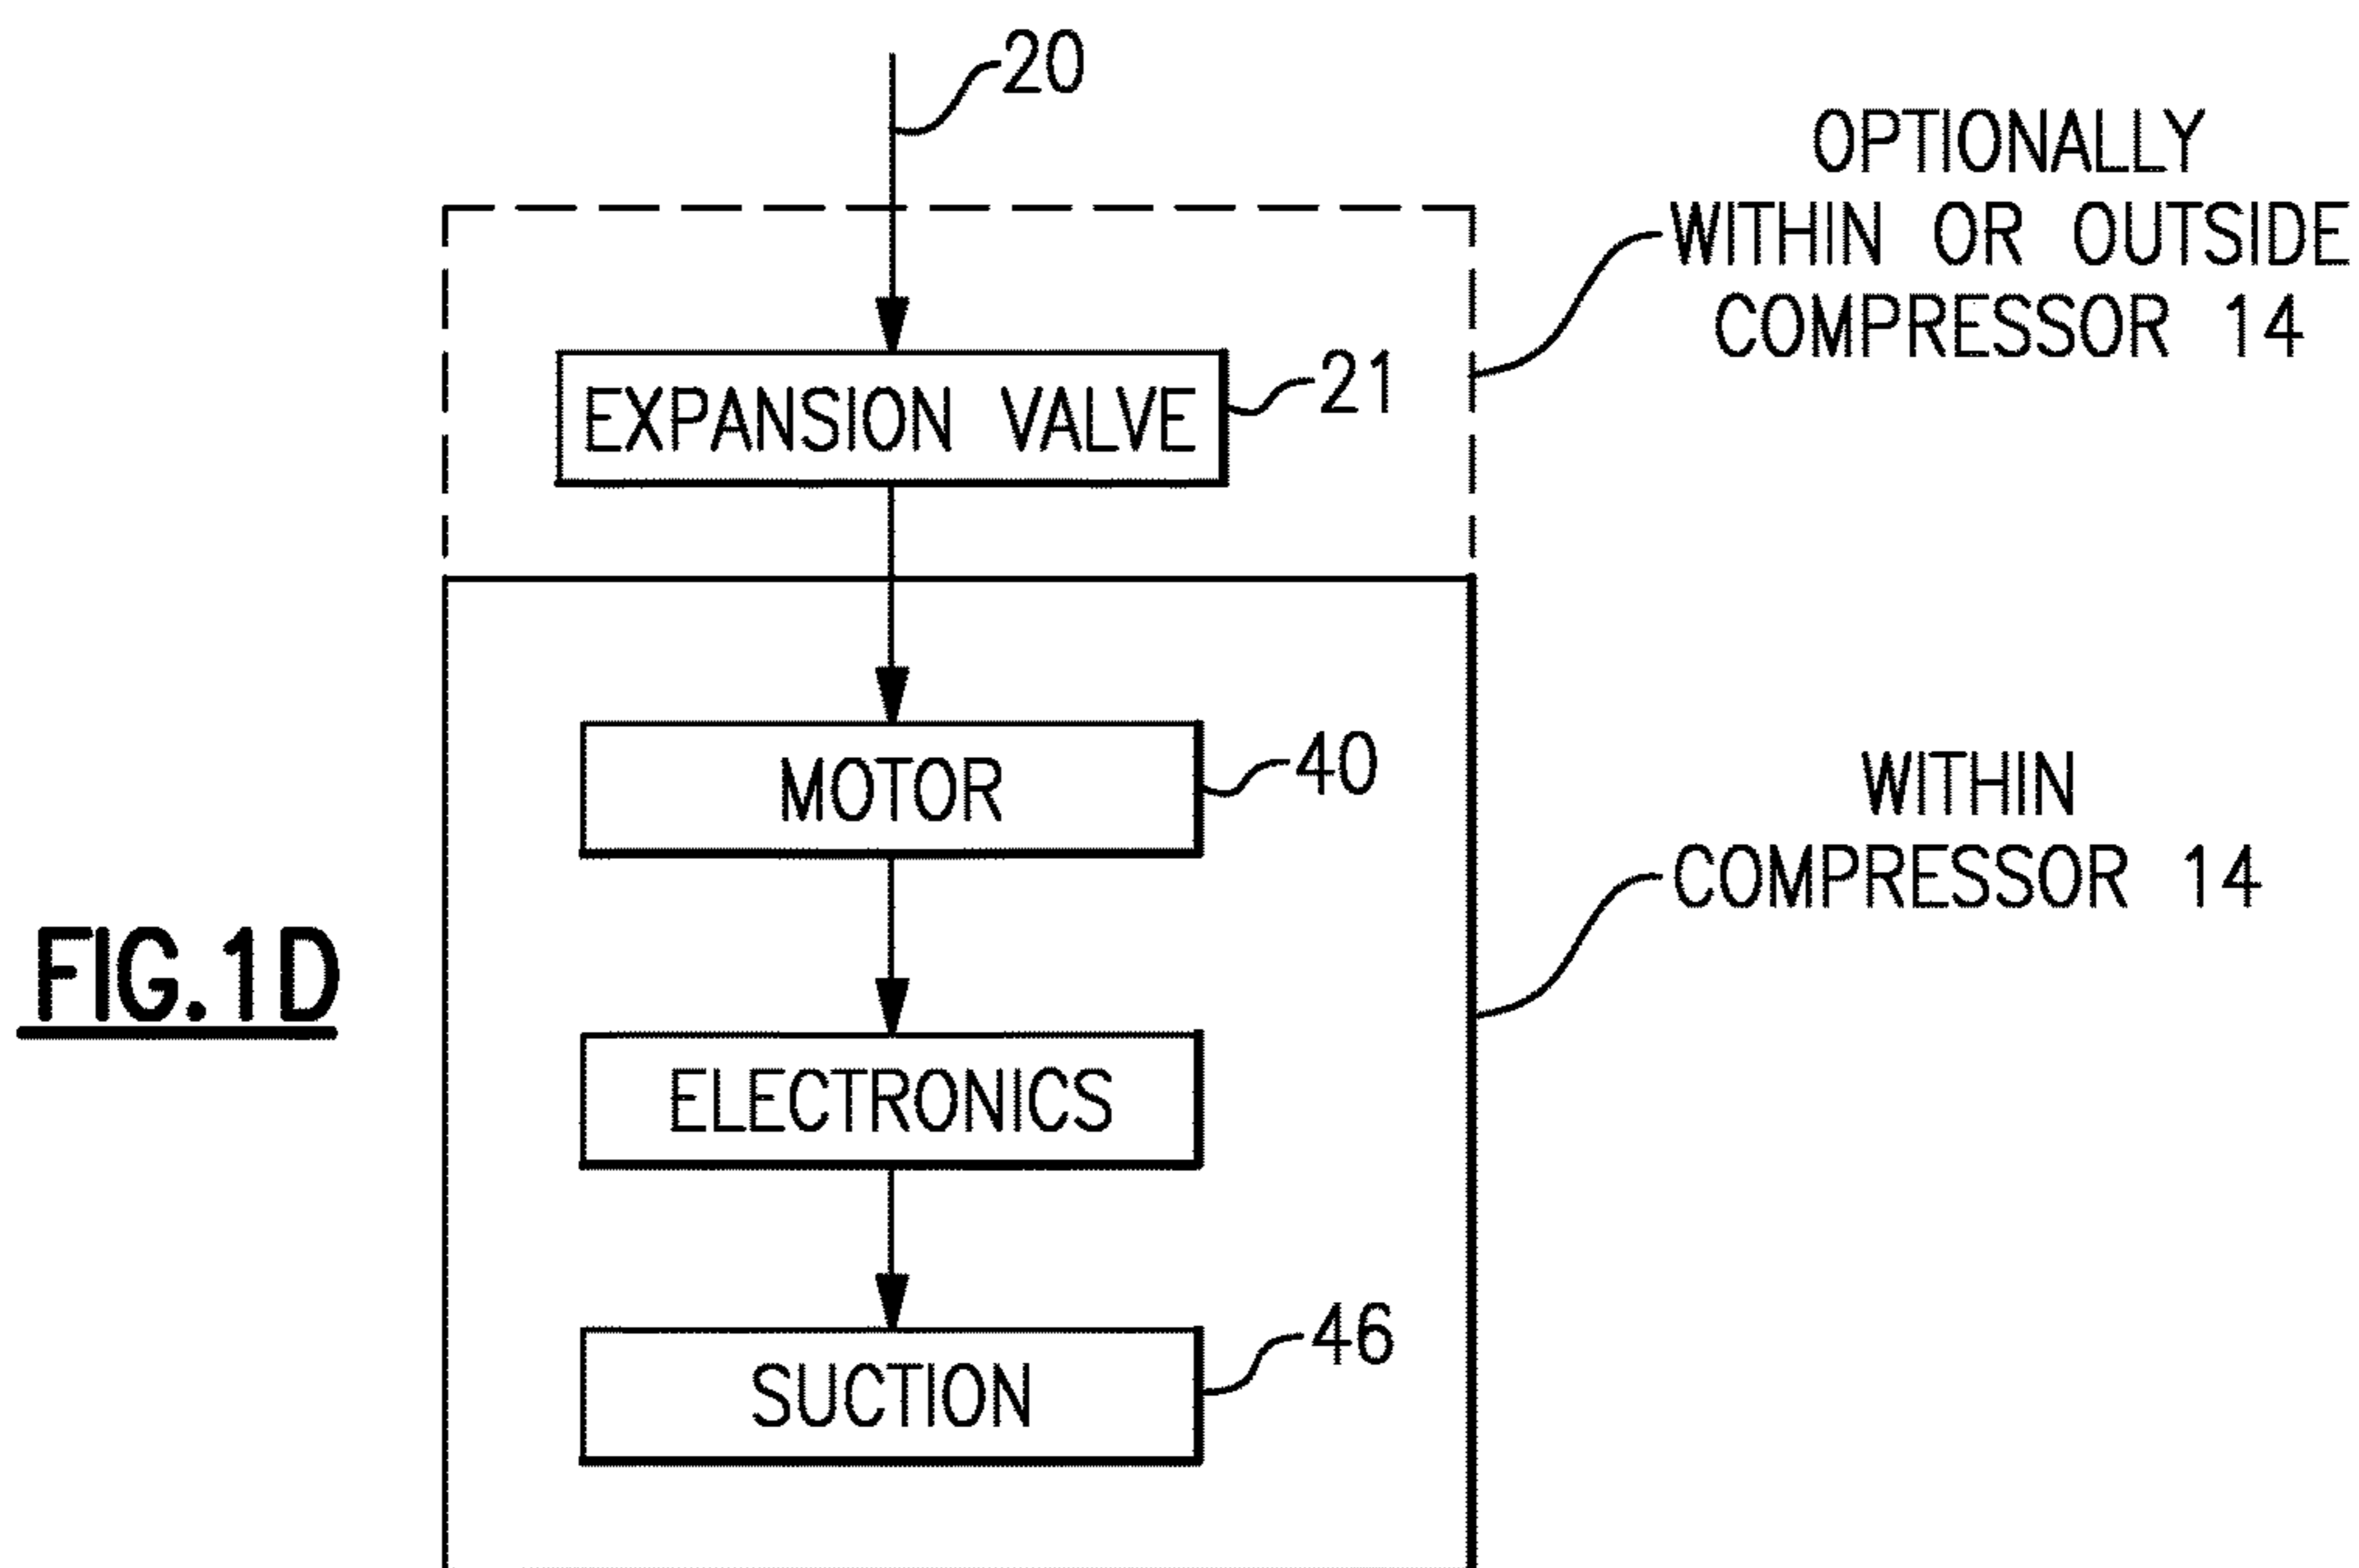 20
OPTIONALLY
WITHIN OR OUTSIDE
COMPRESSOR 14
EXPANSION VALVE
21
MOTOR
40
WITHIN
COMPRESSOR 14
FIG.1D
ELECTRONICS
SUCTION
46